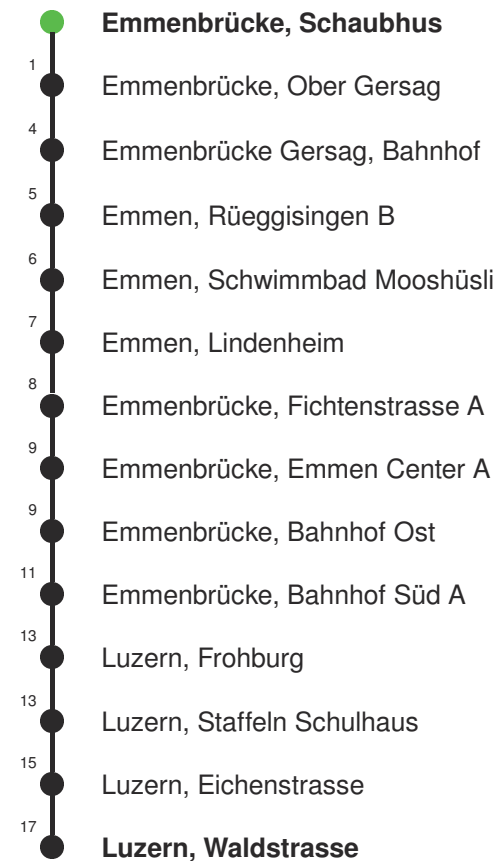 Emmenbrücke, Schaubhus
1
Emmenbrücke, Ober Gersag
4
Emmenbrücke Gersag, Bahnhof
5
Emmen, Rüeggisingen B
6
Emmen, Schwimmbad Mooshüsli
7
Emmen, Lindenheim
8
Emmenbrücke, Fichtenstrasse A
9
Emmenbrücke, Emmen Center A
9
Emmenbrücke, Bahnhof Ost
11
Emmenbrücke, Bahnhof Süd A
13
Luzern, Frohburg
13
Luzern, Staffeln Schulhaus
15
Luzern, Eichenstrasse
17
Luzern, Waldstrasse